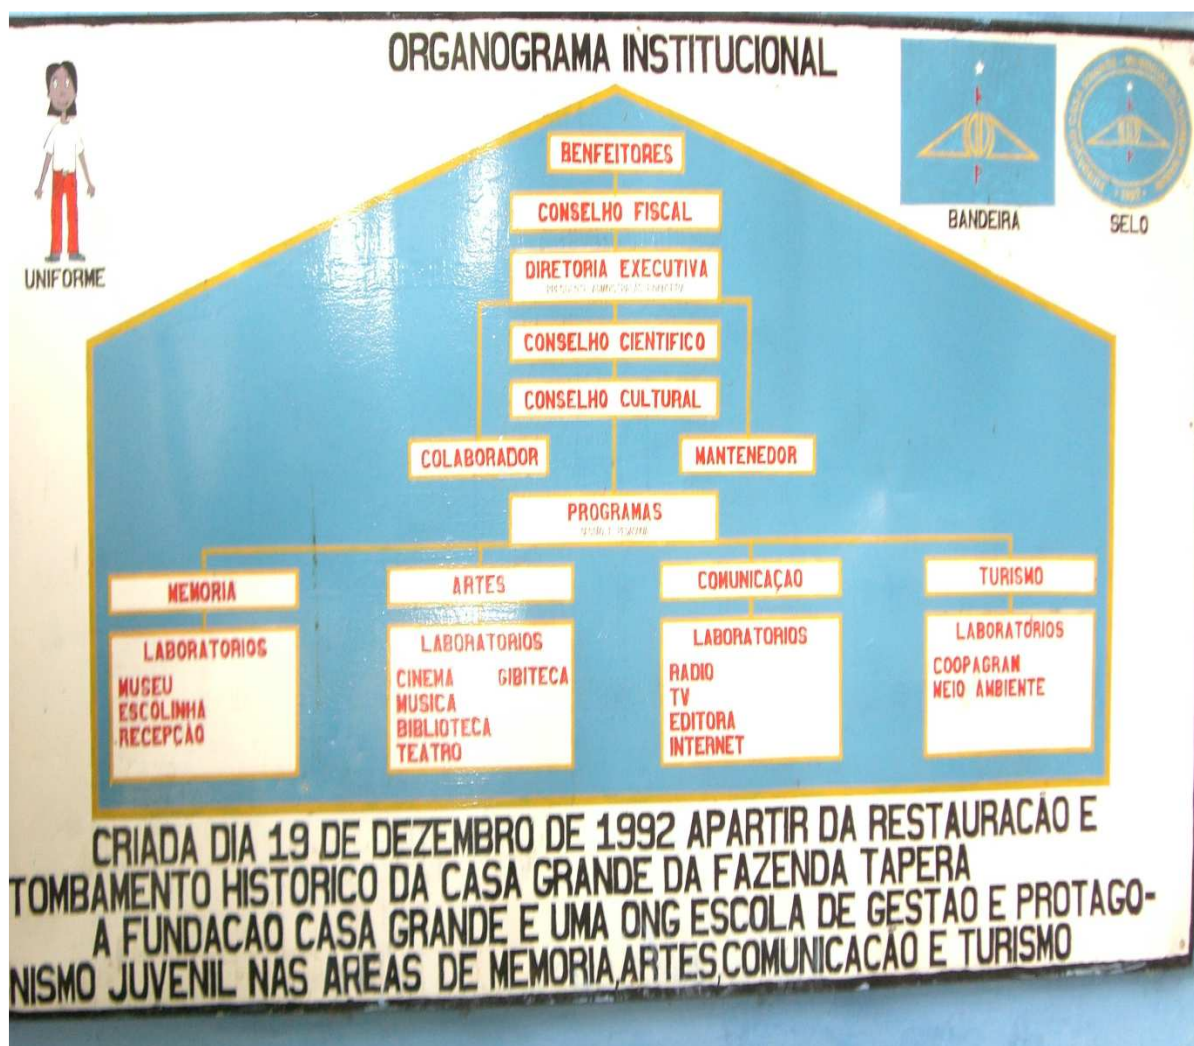 ORGANOGRAMA INSTITUCIONAL
UNIFORME
BANDEIRA
SELO
BENFEITORES
CONSELHO FISCAL
DIRETORIA EXECUTIVA
CONSELHO CIENTIFICO
CONSELHO CULTURAL
COLABORADOR
MANTENEDOR
PROGRAMAS
MEMORIA
ARTES
COMUNICAÇAO
TURISMO
LABORATORIOS
MUSEU
ESCOLINHA
RECEPÇÃO
LABORATORIOS
CINEMA GIBITECA
MUSICA
BIBLIOTECA
TEATRO
LABORATORIOS
RADIO
TV
EDITORA
INTERNET
LABORATORIOS
COOPAGRAN
MEIO AMBIENTE
CRIADA DIA 19 DE DEZEMBRO DE 1992 APARTIR DA RESTAURACÃO E
TOMBAMENTO HISTORICO DA CASA GRANDE DA FAZENDA TAPERA
A FUNDACAO CASA GRANDE E UMA ONG ESCOLA DE GESTAO E PROTAGO-
NISMO JUVENIL NAS AREAS DE MEMORIA,ARTES,COMUNICACÃO E TURISMO